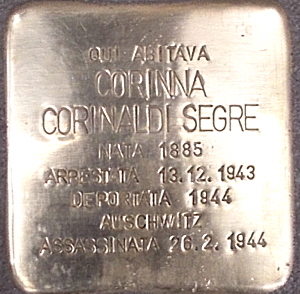 QUI ABITAVA
CORINNA
CORINALDI SEGRE
NATA 1885
ARRESTATA 13.12.1943
DEPORTATA 1944
AUSCHWITZ
ASSASSINATA 26.2.1944